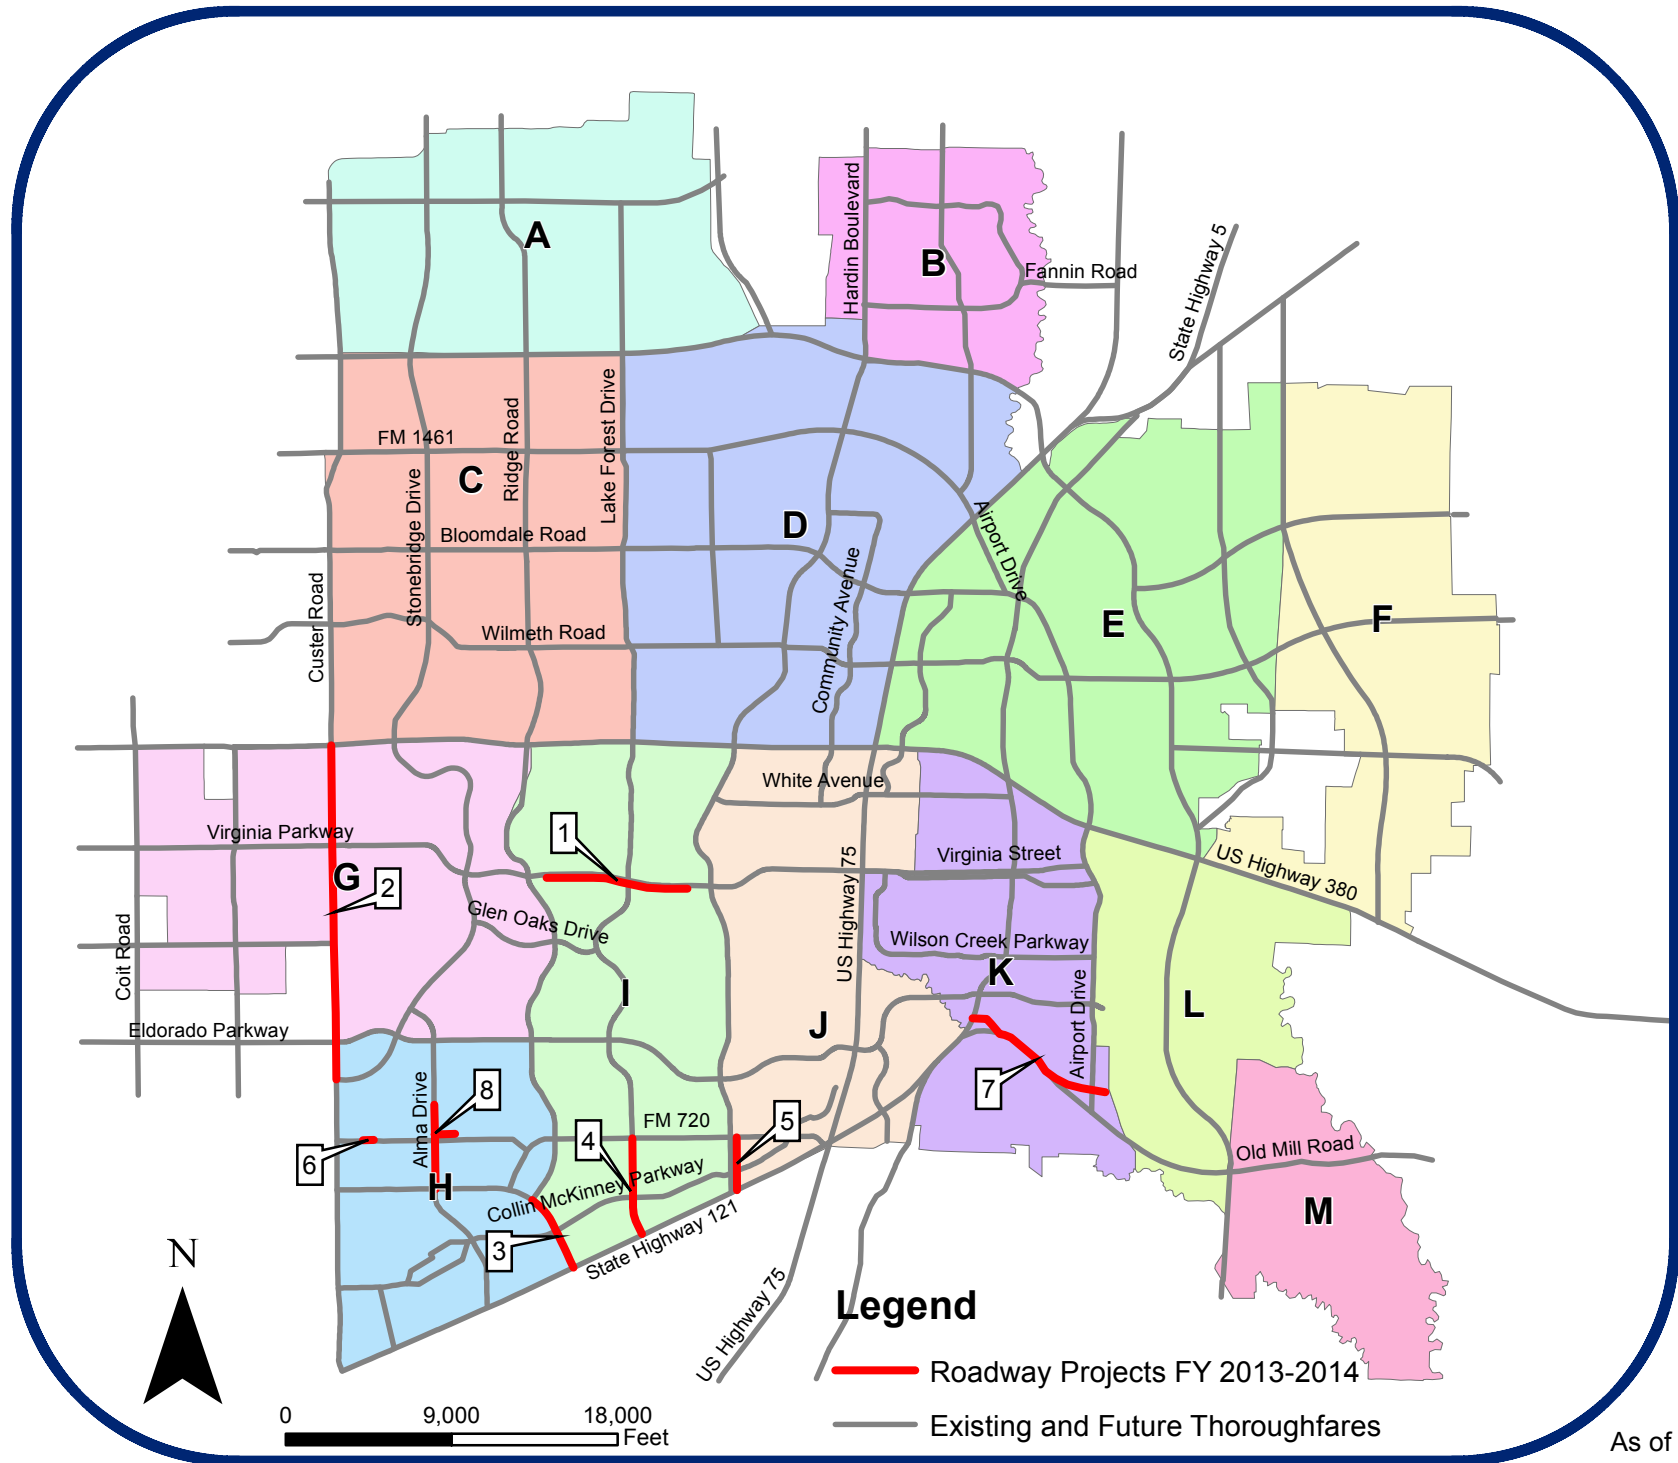 A
B
Hardin Boulevard
Fannin Road
State Highway 5
Lake Forest Drive
Ridge Road
FM 1461
C
Stonebridge Drive
Bloomdale Road
D
Airport Drive
Community Avenue
Custer Road
Wilmeth Road
E
F
White Avenue
1
Virginia Parkway
G
2
Virginia Street
US Highway 75
US Highway 380
Glen Oaks Drive
Coit Road
Wilson Creek Parkway
K
I
J
L
Airport Drive
Eldorado Parkway
7
8
Alma Drive
FM 720
5
4
6
H
Collin McKinney Parkway
Old Mill Road
M
3
State Highway 121
US Highway 75
N
Legend
Roadway Projects FY 2013-2014
Existing and Future Thoroughfares
0 9,000 18,000
Feet
As of